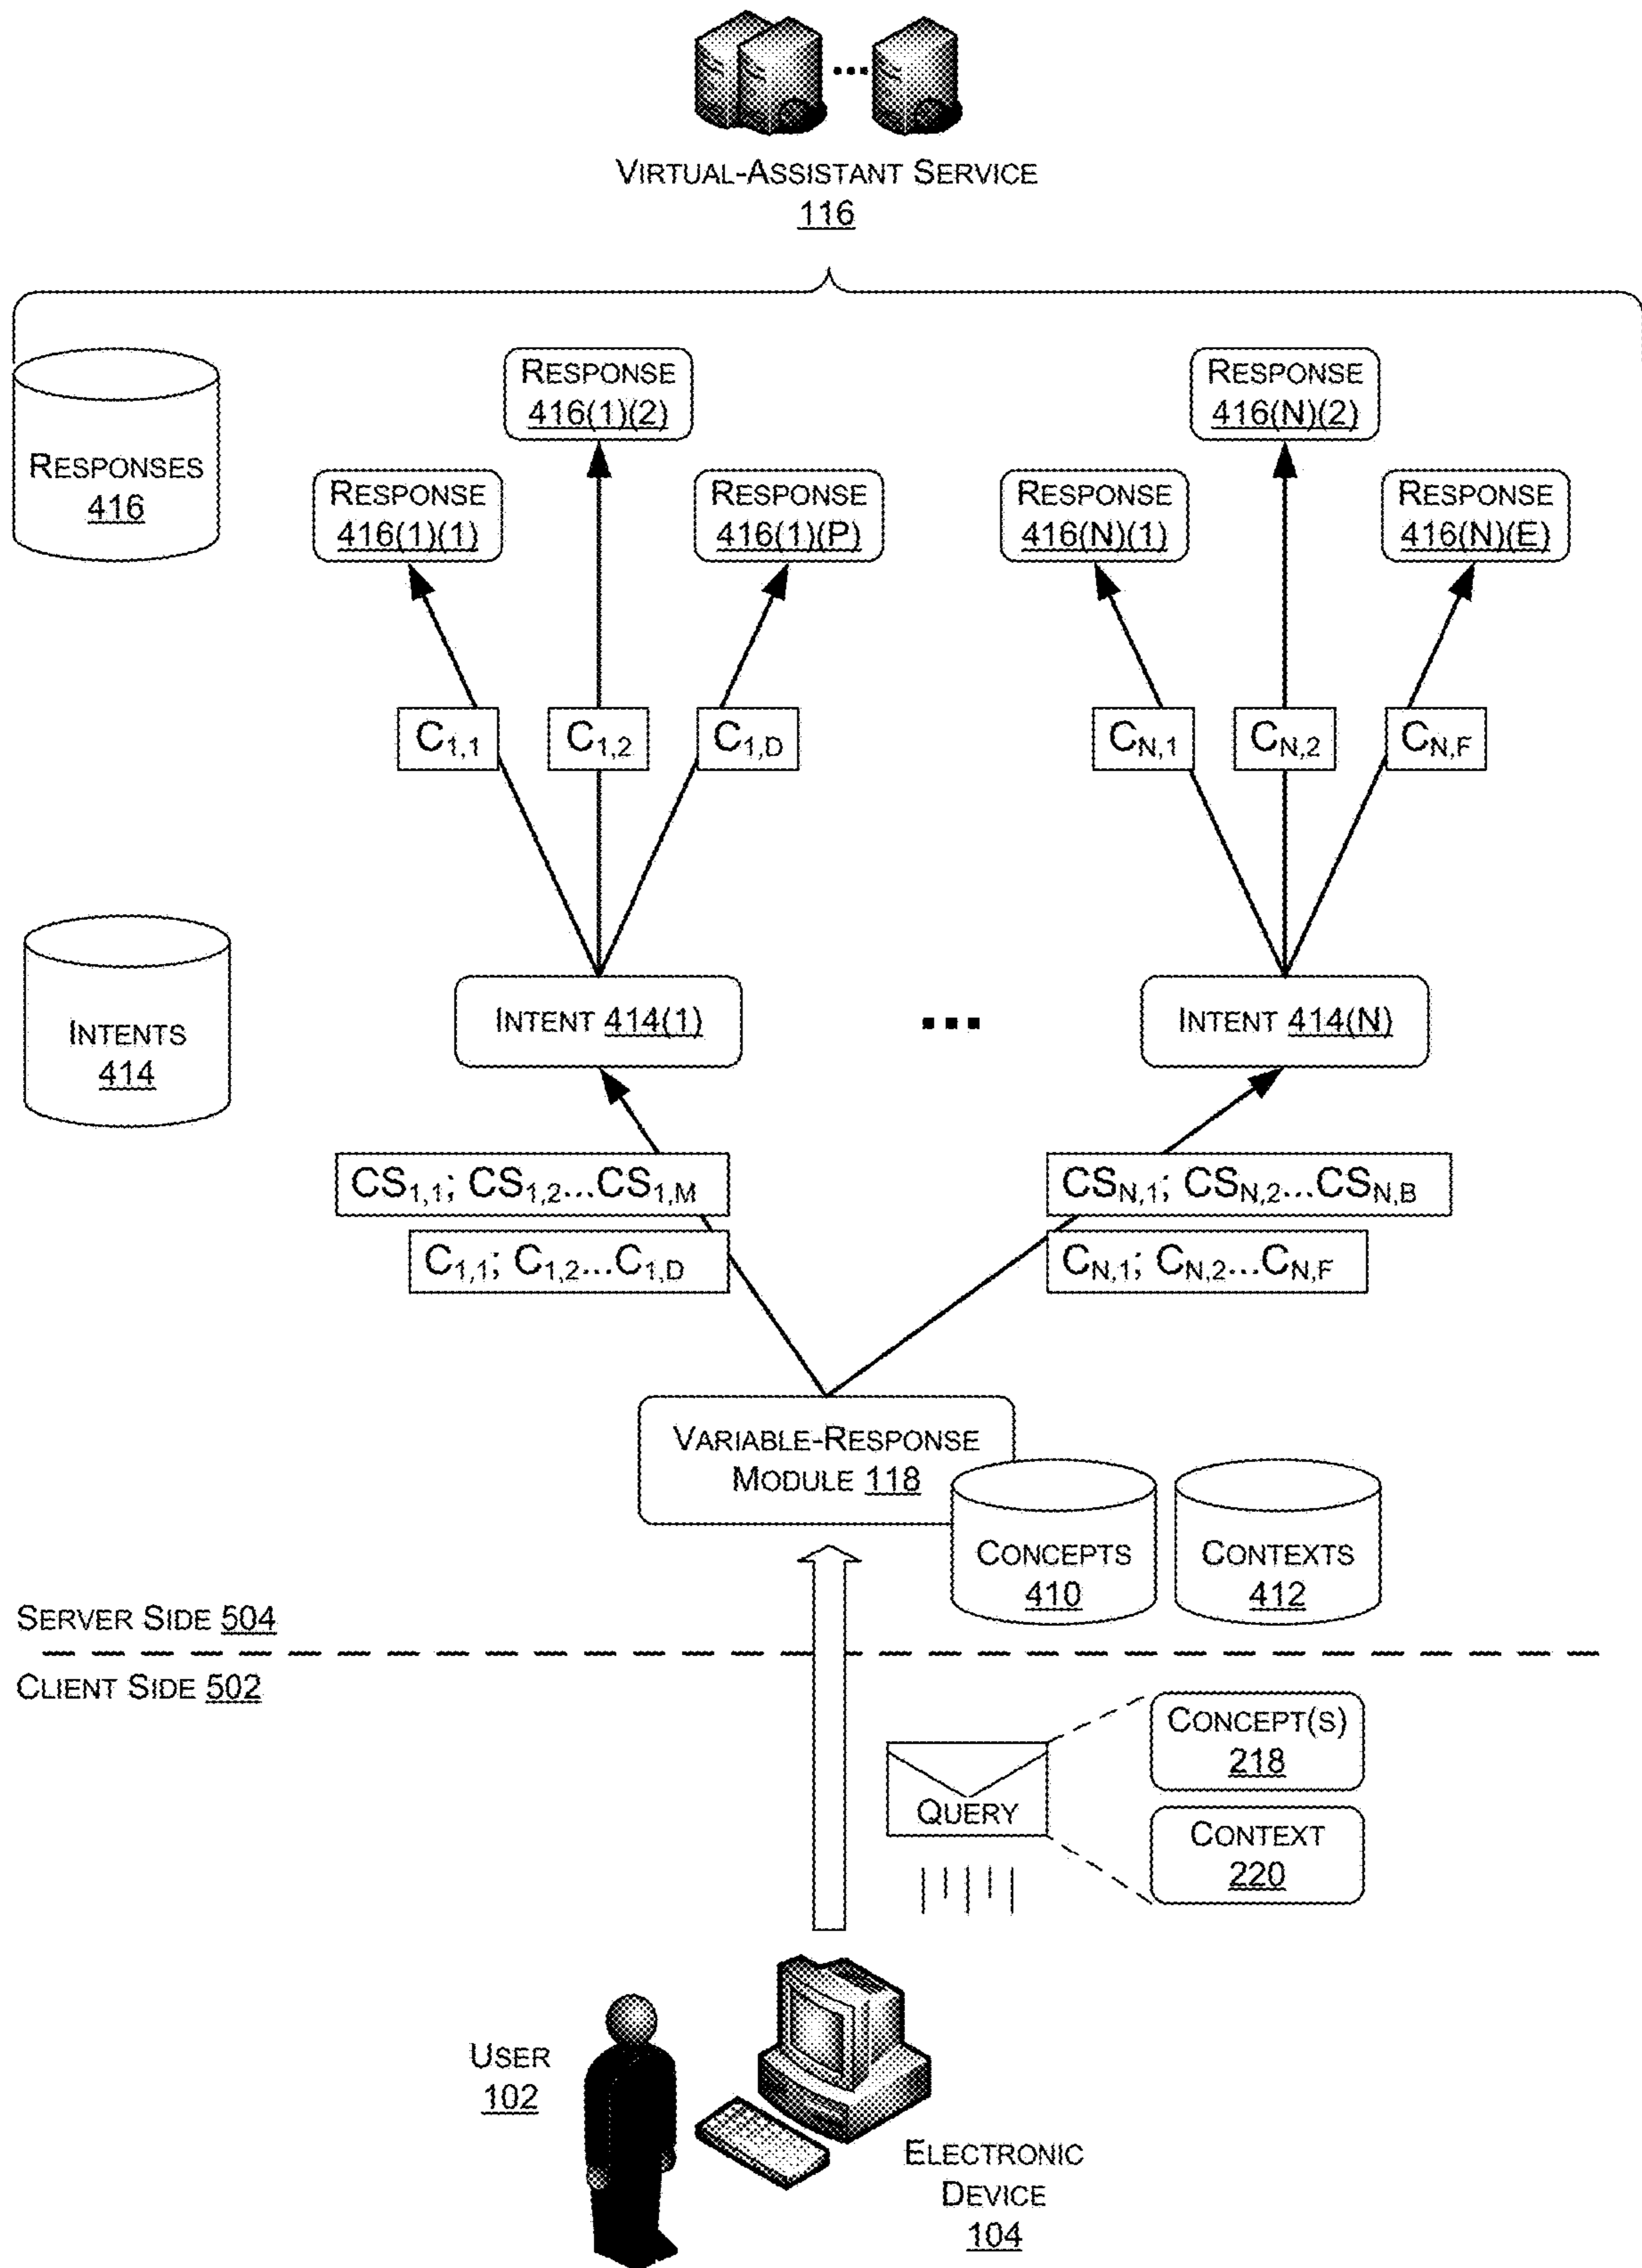 VIRTUAL-ASSISTANT SERVICE
116
RESPONSES
416
RESPONSE
416(1)(2)
RESPONSE
416(N)(2)
RESPONSE
416(1)(1)
RESPONSE
416(1)(P)
RESPONSE
416(N)(1)
RESPONSE
416(N)(E)
C1,1
C1,2
C1,D
CN,1
CN,2
CN,F
INTENTS
414
INTENT 414(1)
...
INTENT 414(N)
CS1,1; CS1,2...CS1,M
CSN,1; CSN,2...CSN,B
C1,1; C1,2...C1,D
CN,1; CN,2...CN,F
VARIABLE-RESPONSE
MODULE 118
CONCEPTS
410
CONTEXTS
412
SERVER SIDE 504
CLIENT SIDE 502
CONCEPT(S)
218
QUERY
CONTEXT
220
USER
102
ELECTRONIC
DEVICE
104